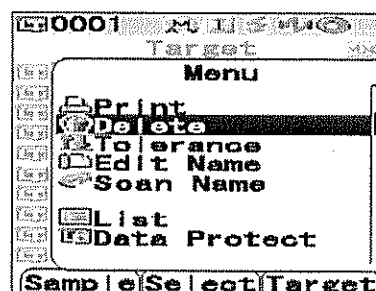 0001
Target
Menu
Print
Delete
Tolerance
Edit Name
Scan Name
List
Data Protect
Sample Select Target